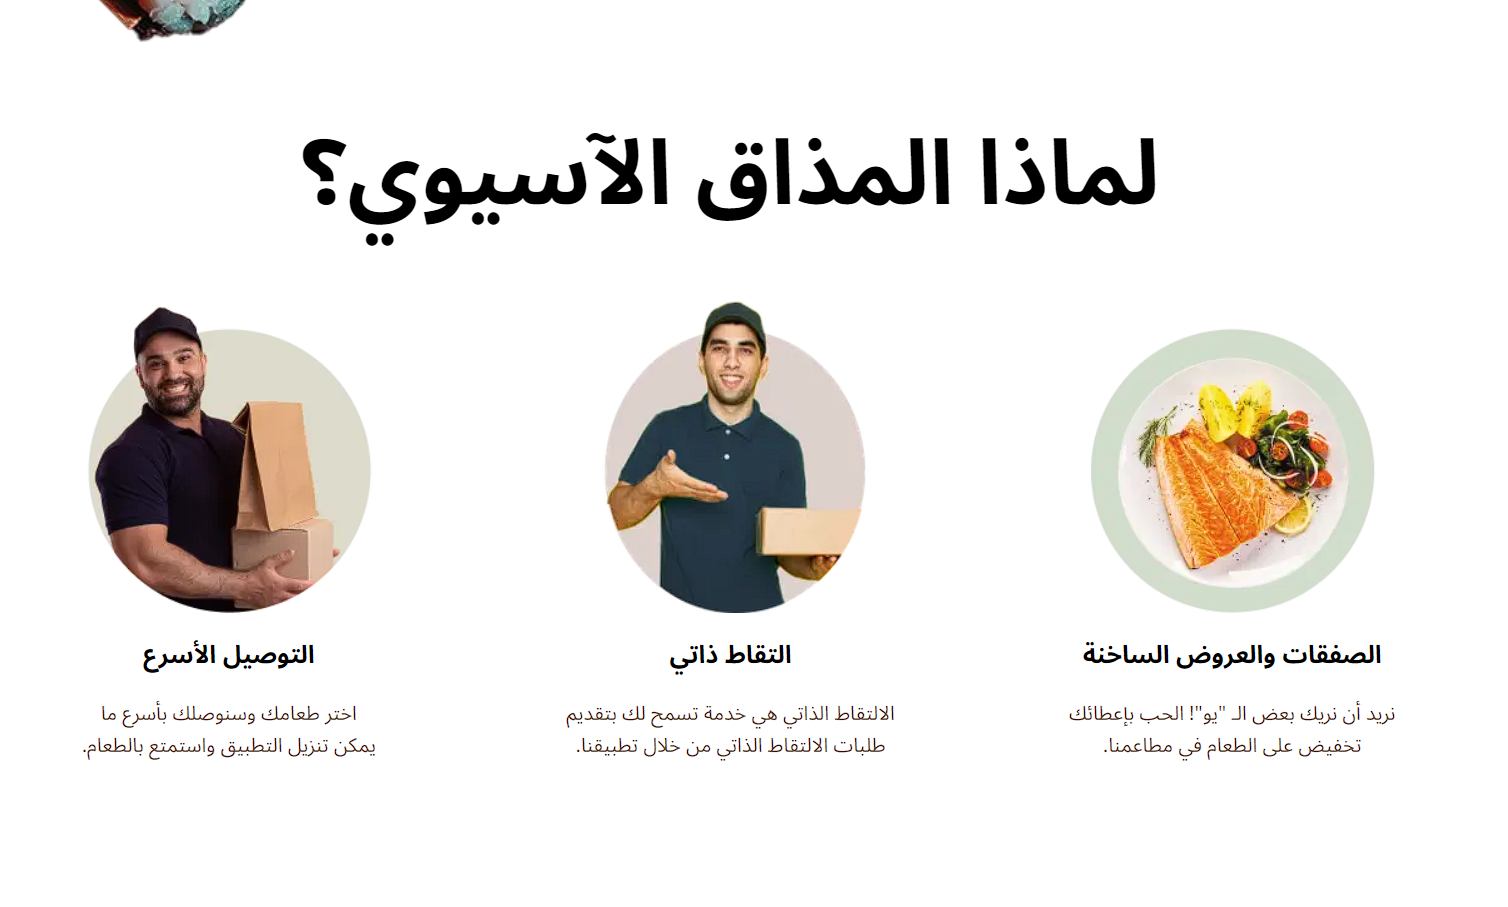 لماذا المذاق الآسيوي؟
الصفقات والعروض الساخنة
نريد أن نريك بعض الـ "يو"! الحب بإعطائك
تخفيض على الطعام في مطاعمنا.
التقاط ذاتي
الالتقاط الذاتي هي خدمة تسمح لك بتقديم
طلبات الالتقاط الذاتي من خلال تطبيقنا.
التوصيل الأسرع
اختر طعامك وسنوصلك بأسرع ما
يمكن تنزيل التطبيق واستمتع بالطعام.